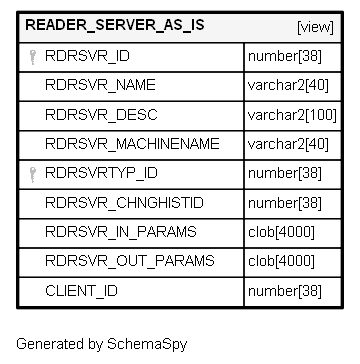 READER_SERVER_AS_IS [view]
RDRSVR_ID number[38]
RDRSVR_NAME varchar2[40]
RDRSVR_DESC varchar2[100]
RDRSVR_MACHINENAME varchar2[40]
RDRSVRTYP_ID number[38]
RDRSVR_CHNGHISTID number[38]
RDRSVR_IN_PARAMS clob[4000]
RDRSVR_OUT_PARAMS clob[4000]
CLIENT_ID number[38]
Generated by SchemaSpy